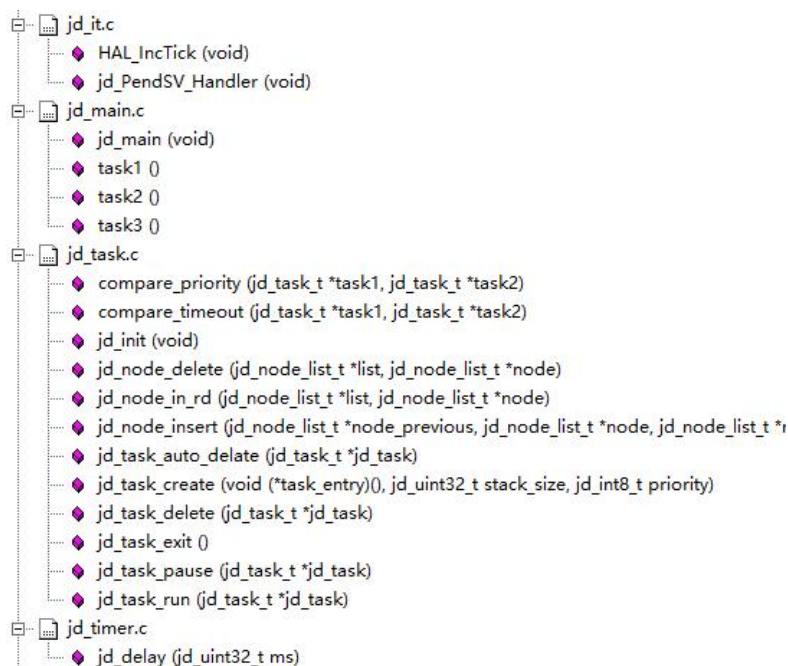 jd_it.c
HAL_IncTick (void)
jd_PendSV_Handler (void)
jd_main.c
jd_main (void)
task1 ()
task2 ()
task3 ()
jd_task.c
compare_priority (jd_task_t *task1, jd_task_t *task2)
compare_timeout (jd_task_t *task1, jd_task_t *task2)
jd_init (void)
jd_node_delete (jd_node_list_t *list, jd_node_list_t *node)
jd_node_in_rd (jd_node_list_t *list, jd_node_list_t *node)
jd_node_insert (jd_node_list_t *node_previous, jd_node_list_t *node, jd_node_list_t
jd_task_auto_delate (jd_task_t *jd_task)
jd_task_create (void (*task_entry)(), jd_uint32_t stack_size, jd_int8_t priority)
jd_task_delete (jd_task_t *jd_task)
jd_task_exit ()
jd_task_pause (jd_task_t *jd_task)
jd_task_run (jd_task_t *jd_task)
jd_timer.c
jd_delay (jd_uint32_t ms)